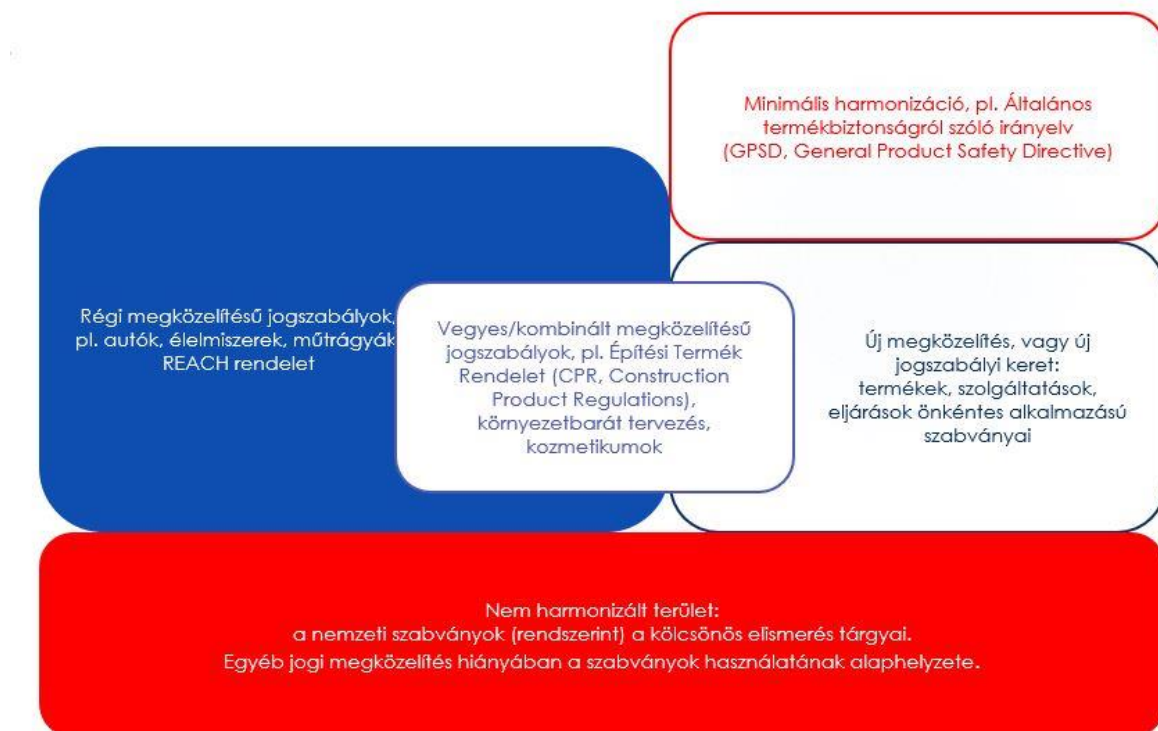 Minimális harmonizáció, pl. Általános
termékbiztonságról szóló irányelv
(GPSD, General Product Safety Directive)
Régi megközelítésű jogszabályok,
pl. autók, élelmiszerek, műtrágyák
REACH rendelet
Vegyes/kombinált megközelítésű
jogszabályok, pl. Építési Termék
Rendelet (CPR, Construction
Product Regulations),
környezetbarát tervezés,
kozmetikumok
Új megközelítés, vagy új
jogszabályi keret:
termékek, szolgáltatások,
eljárások önkéntes alkalmazású
szabványai
Nem harmonizált terület:
a nemzeti szabványok (rendszerint) a kölcsönös elismerés tárgyai.
Egyéb jogi megközelítés hiányában a szabványok használatának alaphelyzete.